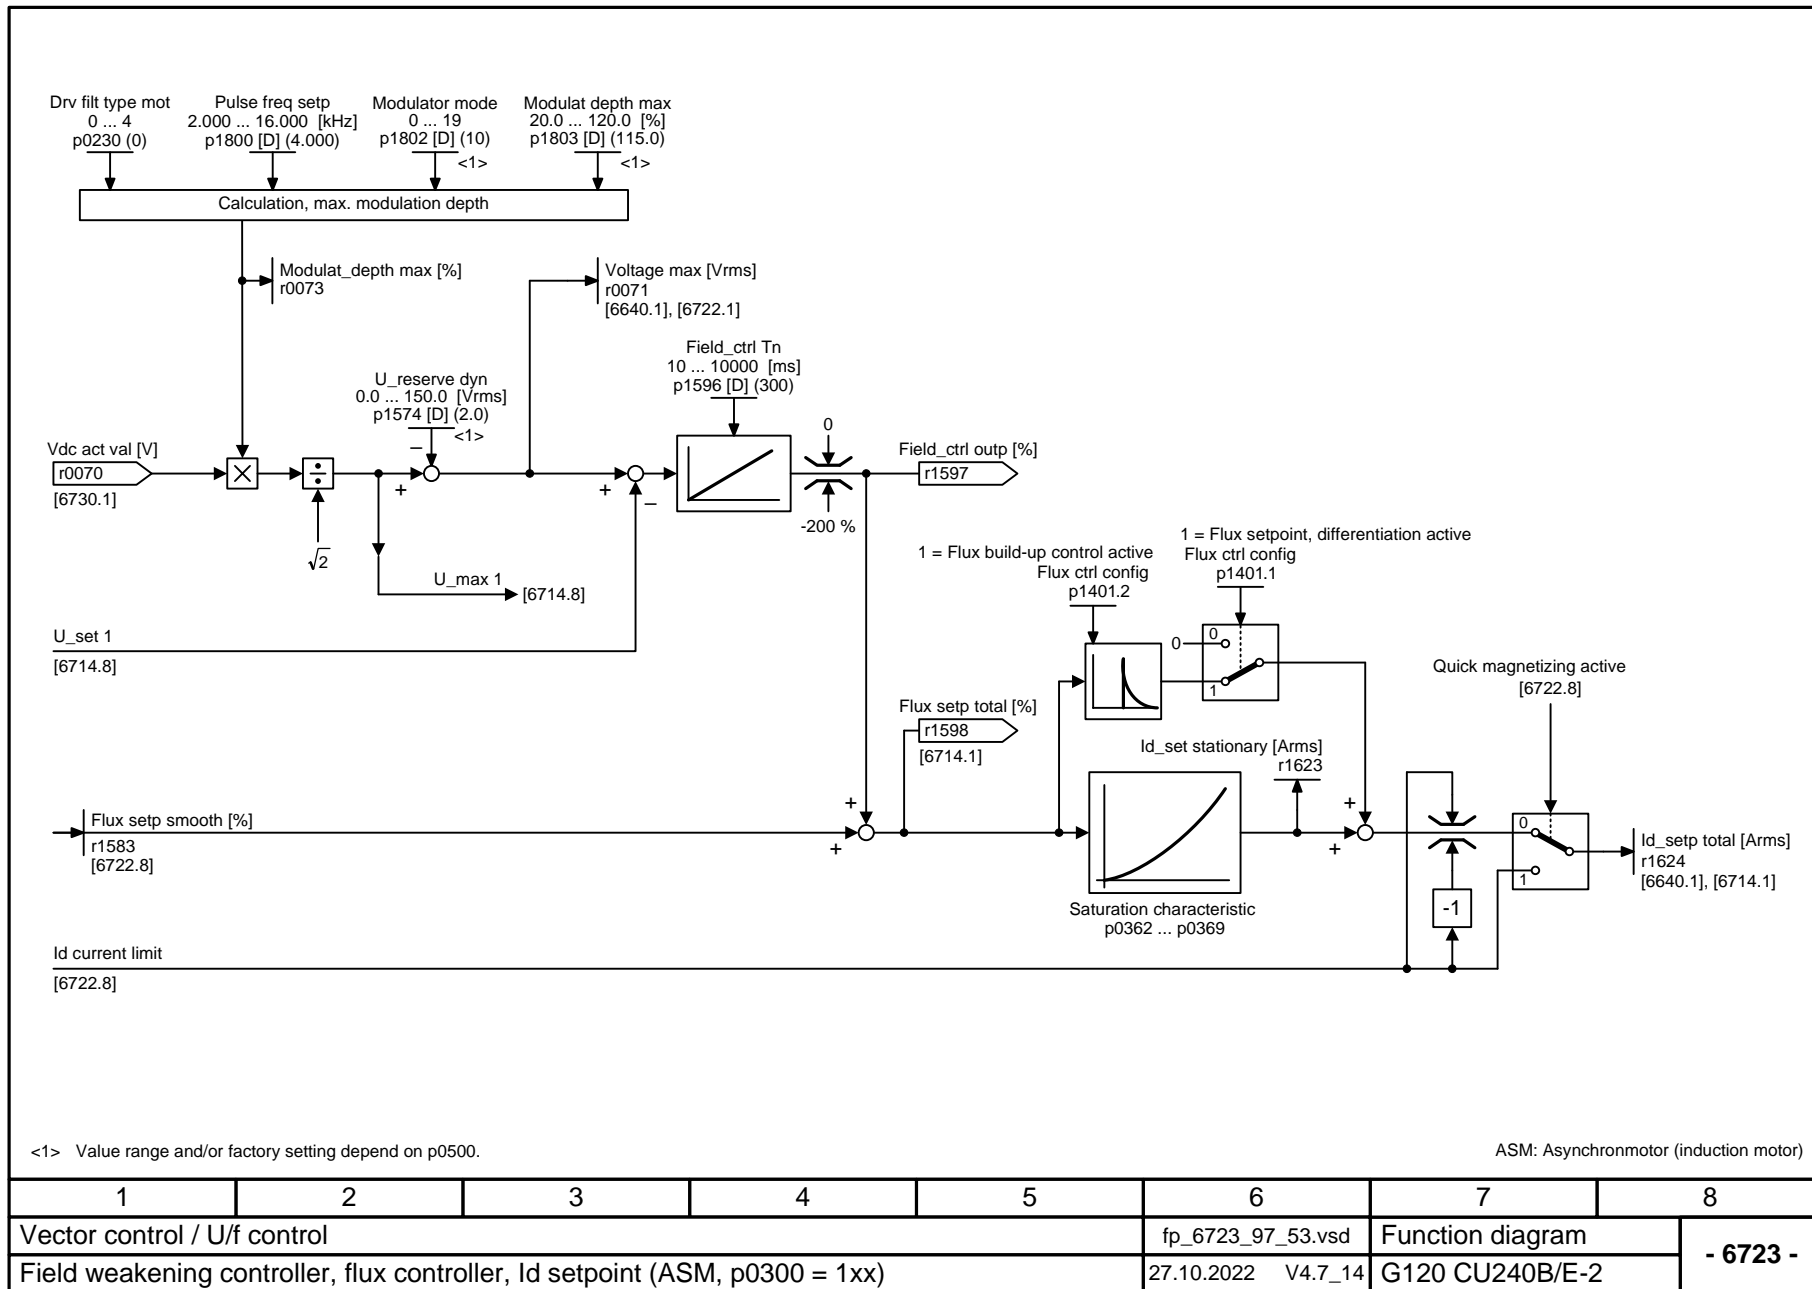 Drv filt type mot
0 ... 4
p0230 (0)
Pulse freq setp
2.000 ... 16.000 [kHz]
p1800 [D] (4.000)
Modulator mode
0 ... 19
p1802 [D] (10)
<1>
Modulat depth max
20.0 ... 120.0 [%]
p1803 [D] (115.0)
<1>
Calculation, max. modulation depth
Modulat_depth max [%]
r0073
Voltage max [Vrms]
r0071
[6640.1], [6722.1]
Field_ctrl Tn
10 ... 10000 [ms]
p1596 [D] (300)
U_reserve dyn
0.0 ... 150.0 [Vrms]
p1574 [D] (2.0)
<1>
–
+
Vdc act val [V]
r0070
[6730.1]
×
÷
√2
+
–
0
-200 %
Field_ctrl outp [%]
r1597
U_max 1
[6714.8]
U_set 1
[6714.8]
1 = Flux build-up control active
Flux ctrl config
p1401.2
1 = Flux setpoint, differentiation active
Flux ctrl config
p1401.1
0
0
1
Quick magnetizing active
[6722.8]
Flux setp total [%]
r1598
[6714.1]
Id_set stationary [Arms]
r1623
Flux setp smooth [%]
r1583
[6722.8]
+
+
Saturation characteristic
p0362 ... p0369
+
+
-1
0
1
Id_setp total [Arms]
r1624
[6640.1], [6714.1]
Id current limit
[6722.8]
<1> Value range and/or factory setting depend on p0500.
ASM: Asynchronmotor (induction motor)
1 2 3 4 5 6 7 8
Vector control / U/f control
fp_6723_97_53.vsd
Function diagram
- 6723 -
Field weakening controller, flux controller, Id setpoint (ASM, p0300 = 1xx)
27.10.2022 V4.7_14
G120 CU240B/E-2